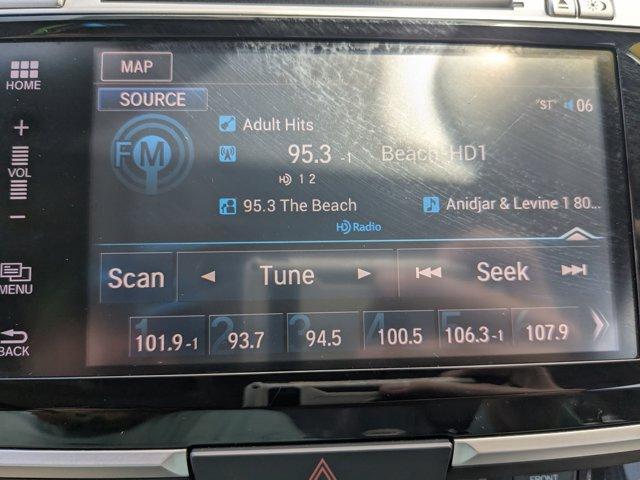 HOME
MAP
SOURCE
"ST" 06
FM
Adult Hits
95.3 -1 Beach-HD1
HD 1 2
95.3 The Beach
Anidjar & Levine 1 80...
HD Radio
+
VOL
-
MENU
BACK
Scan
Tune
Seek
1 101.9-1
2 93.7
3 94.5
4 100.5
5 106.3-1
107.9
FRONT